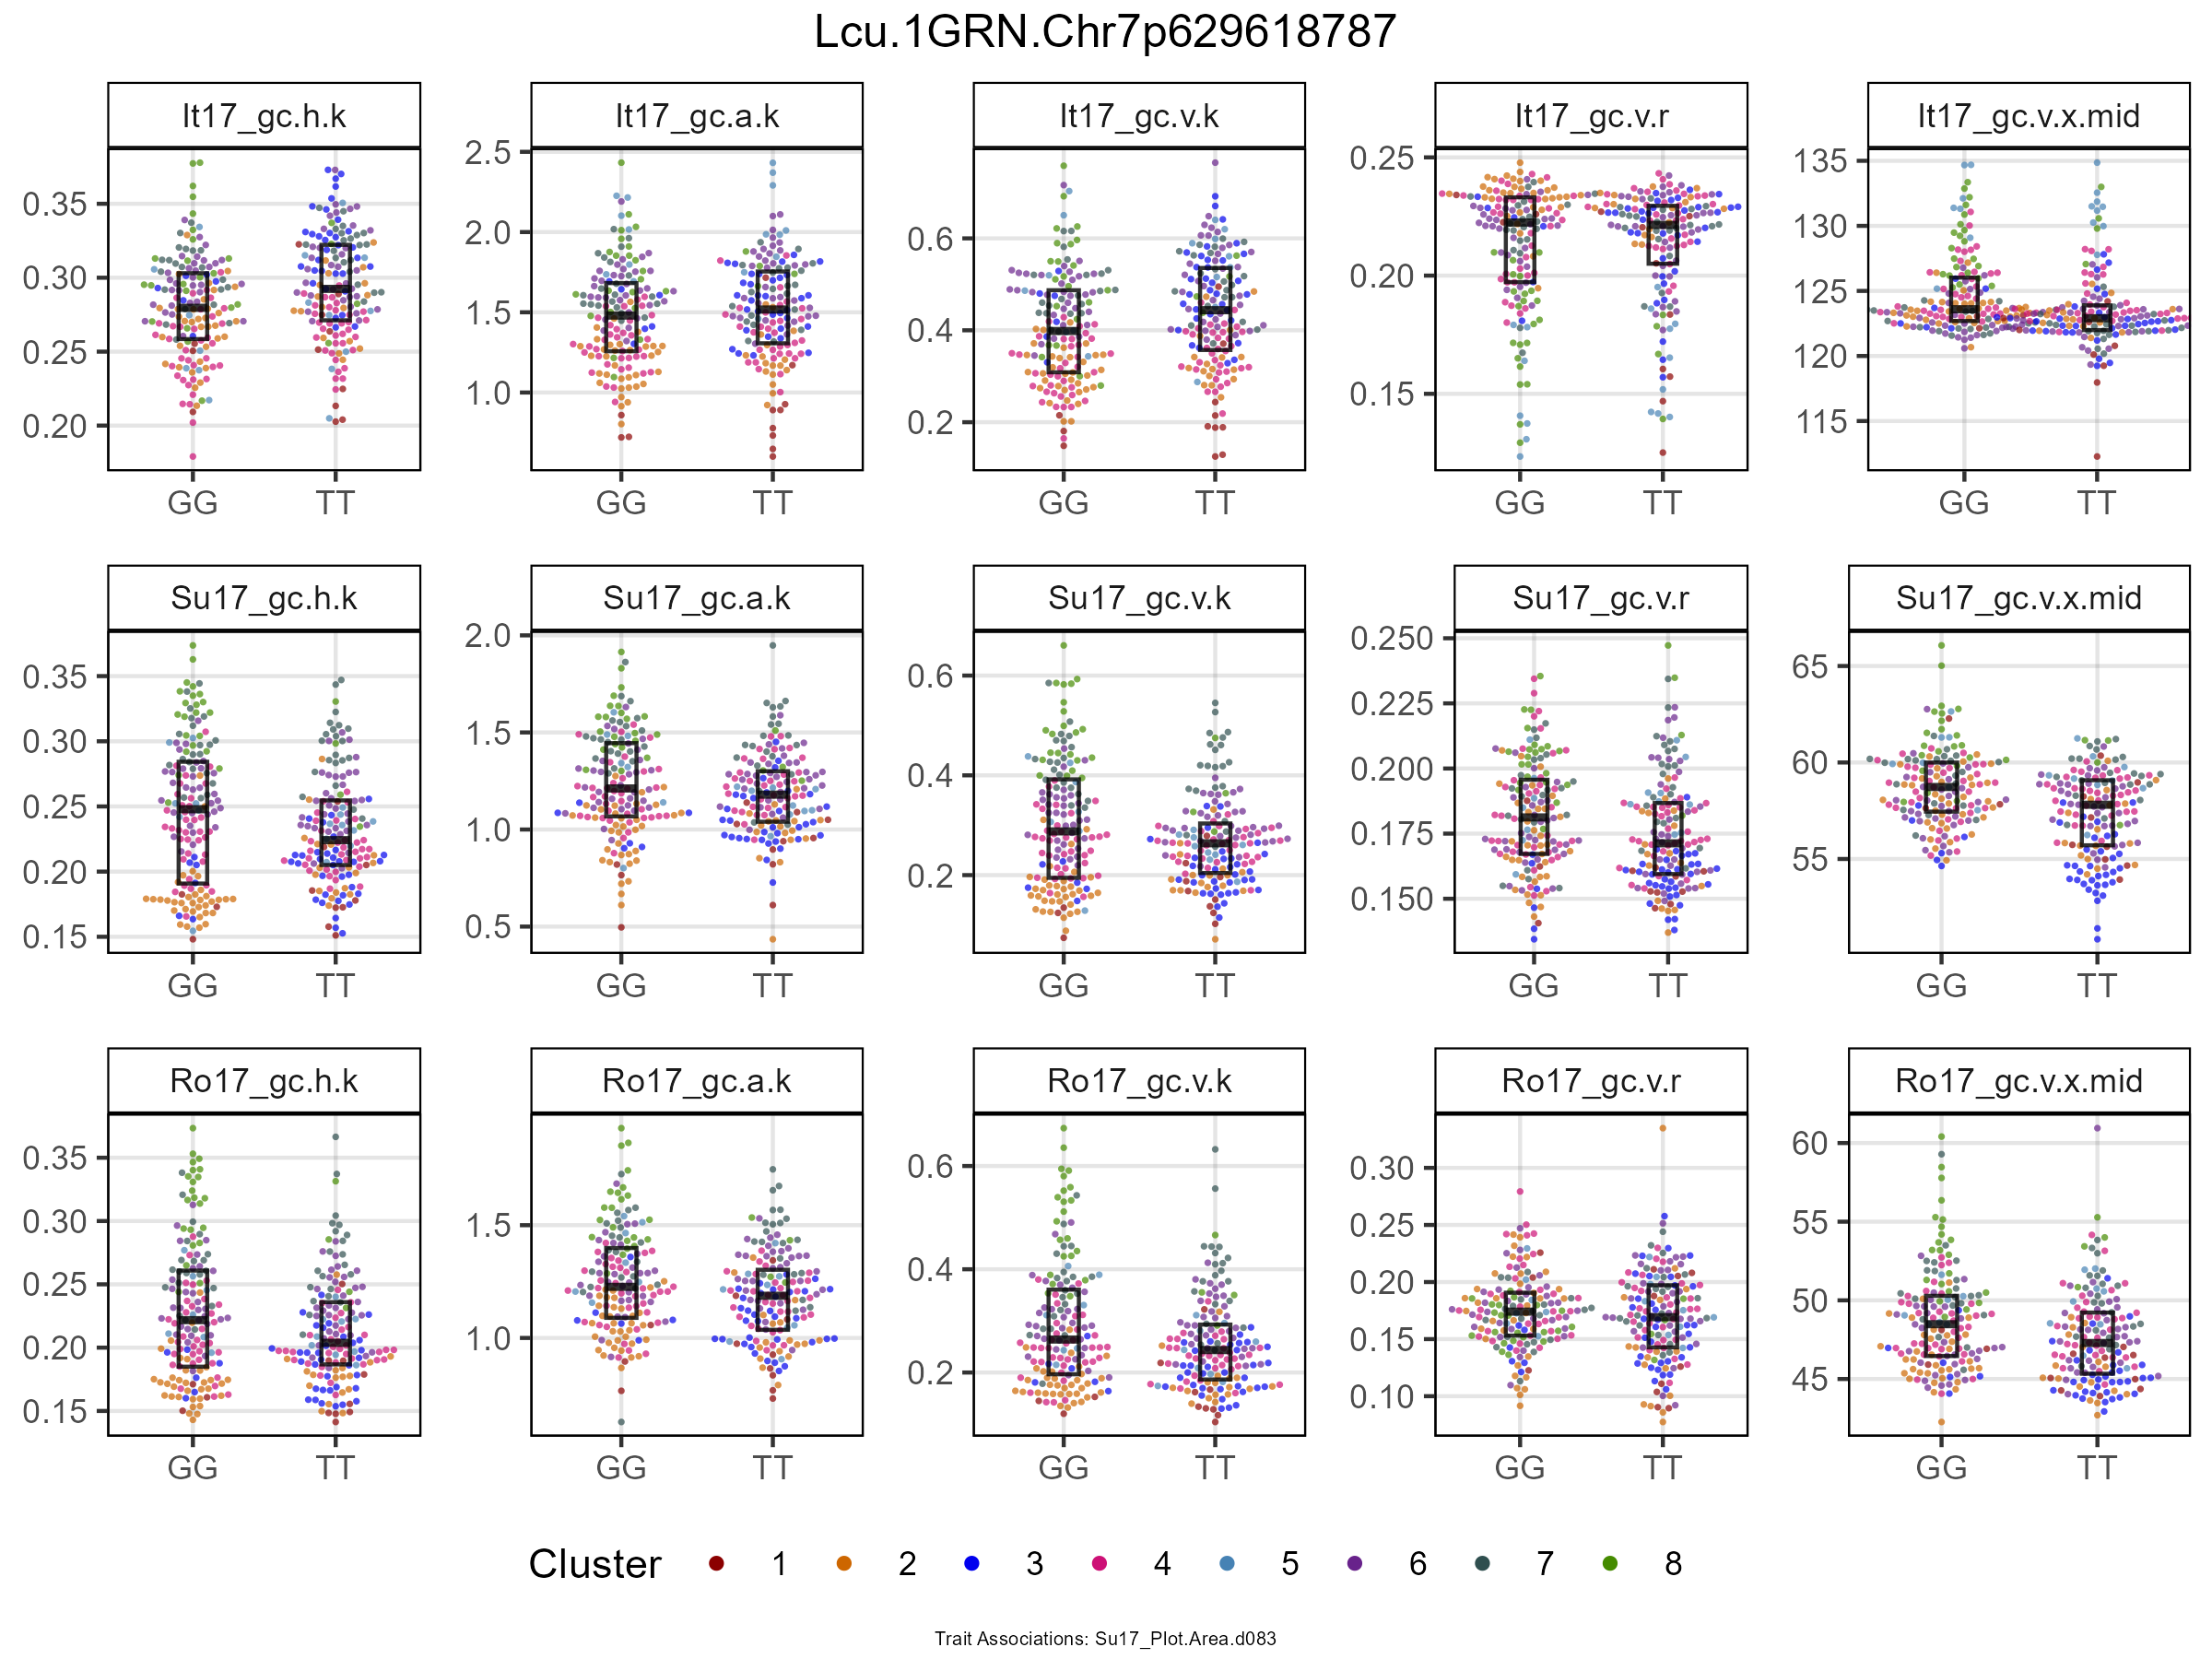 Lcu.1GRN.Chr7p629618787
It17_gc.h.k It17_gc.a.k It17_gc.v.k It17_gc.v.r It17_gc.v.x.mid
0.35 0.30 0.25 0.20
2.5 2.0 1.5 1.0
0.6 0.4 0.2
0.25 0.20 0.15
135 130 125 120 115
GG TT GG TT GG TT GG TT GG TT
Su17_gc.h.k Su17_gc.a.k Su17_gc.v.k Su17_gc.v.r Su17_gc.v.x.mid
0.35 0.30 0.25 0.20 0.15
2.0 1.5 1.0 0.5
0.6 0.4 0.2
0.250 0.225 0.200 0.175 0.150
65 60 55
GG TT GG TT GG TT GG TT GG TT
Ro17_gc.h.k Ro17_gc.a.k Ro17_gc.v.k Ro17_gc.v.r Ro17_gc.v.x.mid
0.35 0.30 0.25 0.20 0.15
1.5 1.0
0.6 0.4 0.2
0.30 0.25 0.20 0.15 0.10
60 55 50 45
GG TT GG TT GG TT GG TT GG TT
Cluster 1 2 3 4 5 6 7 8
Trait Associations: Su17_Plot.Area.d083